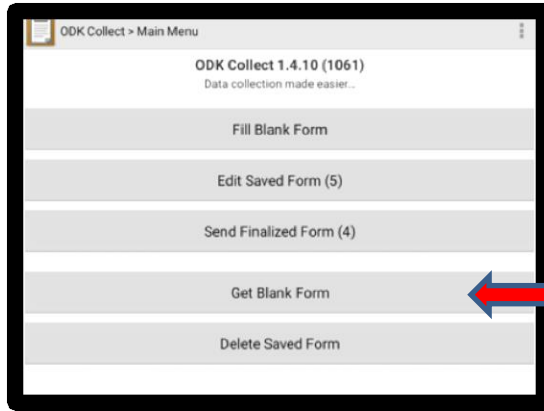 ODK Collect > Main Menu
ODK Collect 1.4.10 (1061)
Data collection made easier...
Fill Blank Form
Edit Saved Form (5)
Send Finalized Form (4)
Get Blank Form
Delete Saved Form